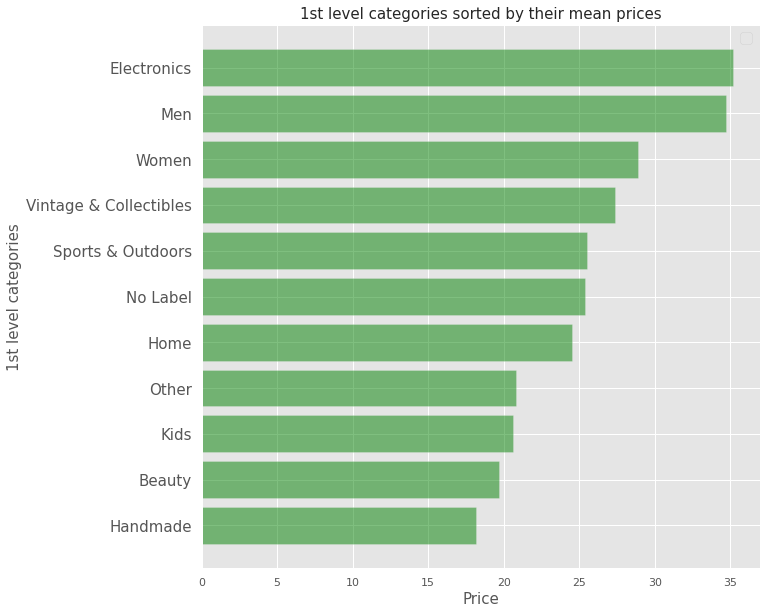 1st level categories sorted by their mean prices
1st level categories
Electronics
Men
Women
Vintage & Collectibles
Sports & Outdoors
No Label
Home
Other
Kids
Beauty
Handmade
0 5 10 15 20 25 30 35
Price